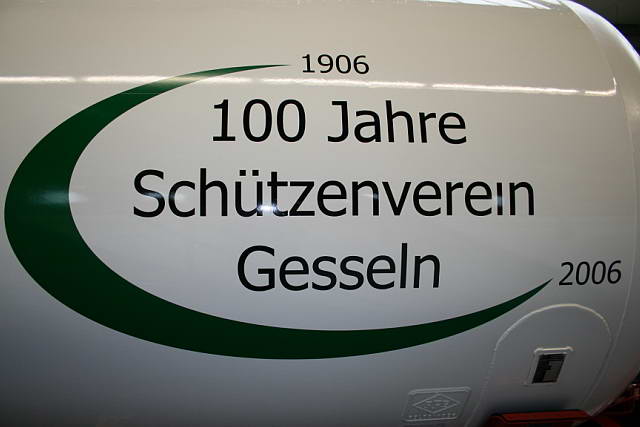 1906
100 Jahre
Schützenverein
Gesseln
2006